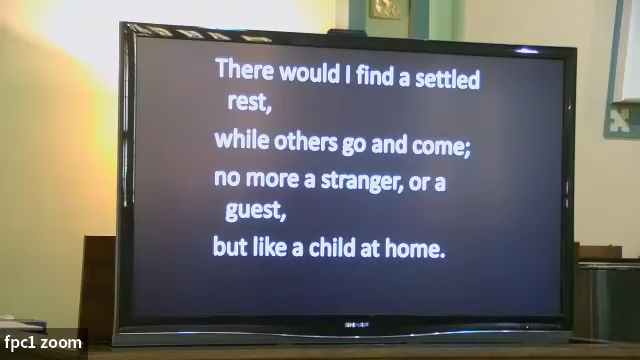 There would I find a settled
rest,
while others go and come;
no more a stranger, or a
guest,
but like a child at home.
SHARP
fpc1 zoom